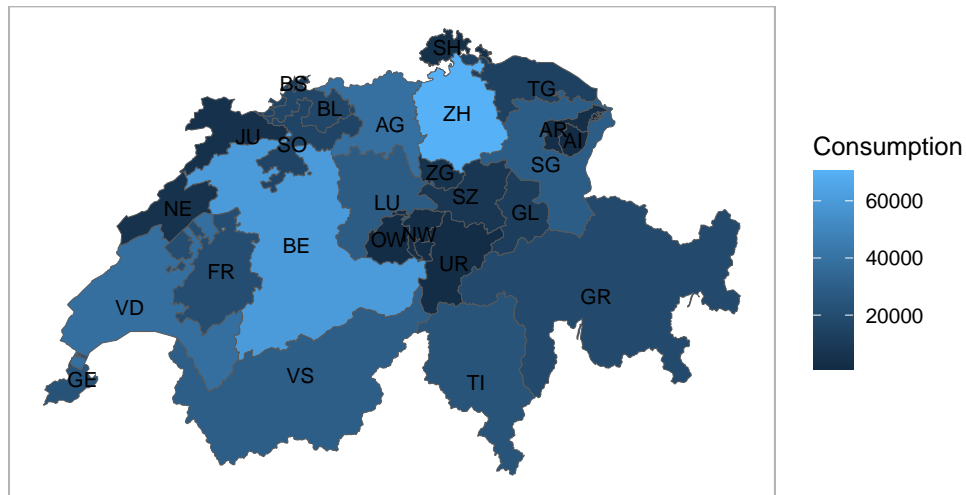 SH
BS
TG
BL
ZH
AG
AR
AI
JU
SO
SG
ZG
SZ
LU
NE
GL
OW
NW
BE
UR
FR
GR
VD
VS
GE
TI
Consumption
60000
40000
20000